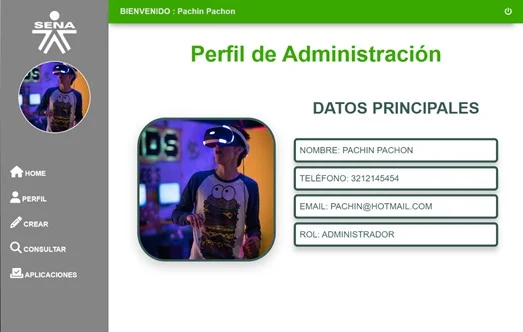 SENA
BIENVENIDO : Pachin Pachon
Perfil de Administración
DATOS PRINCIPALES
NOMBRE: PACHIN PACHON
TELÉFONO: 3212145454
EMAIL: PACHIN@HOTMAIL.COM
ROL: ADMINISTRADOR
HOME
PERFIL
CREAR
CONSULTAR
APLICACIONES